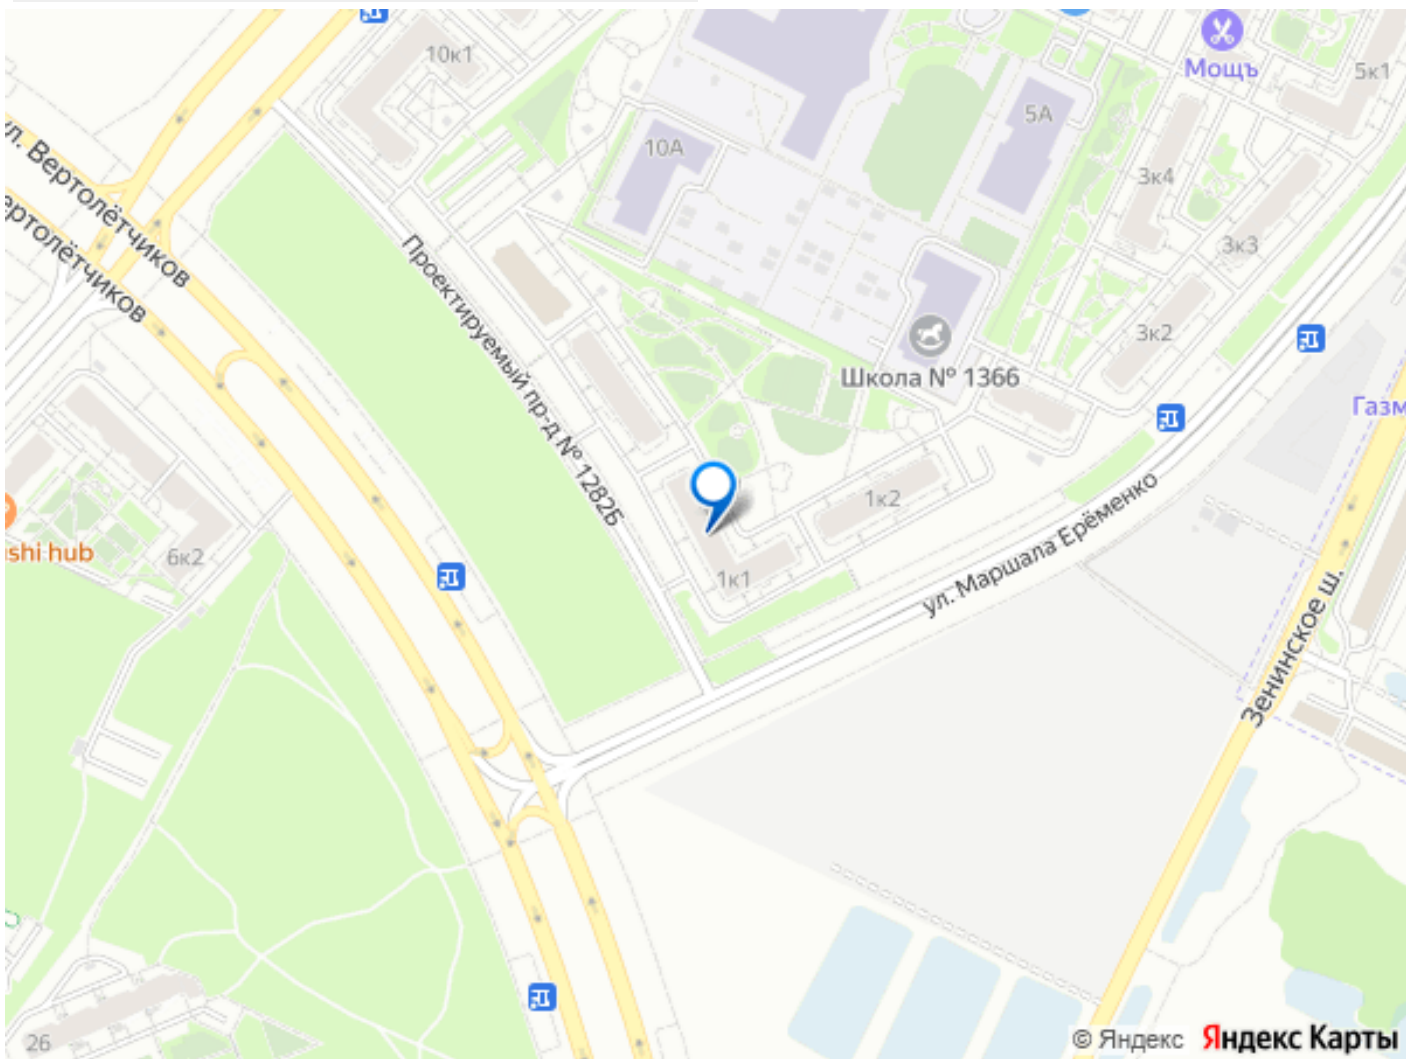 10к1
Мощъ
5к1
5А
10А
3к4
ул. Вертолётчиков
Вертолётчиков
3к3
Проектируемый пр-д № 1282Б
3к2
Школа № 1366
Газм
1к2
ул. Маршала Ерёменко
shi hub
6к2
1к1
Зенинское ш.
26
© Яндекс Яндекс Карты